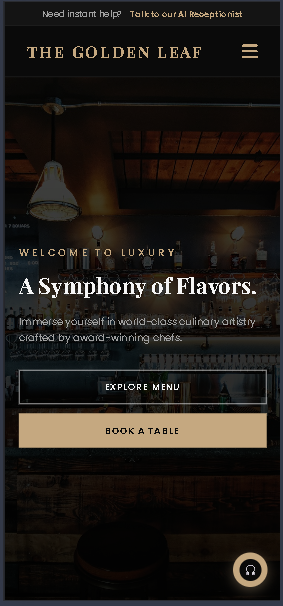 Need instant help? Talk to our AI Receptionist
THE GOLDEN LEAF
WELCOME TO LUXURY
A Symphony of Flavors.
Immerse yourself in world-class culinary artistry
crafted by award-winning chefs.
EXPLORE MENU
BOOK A TABLE